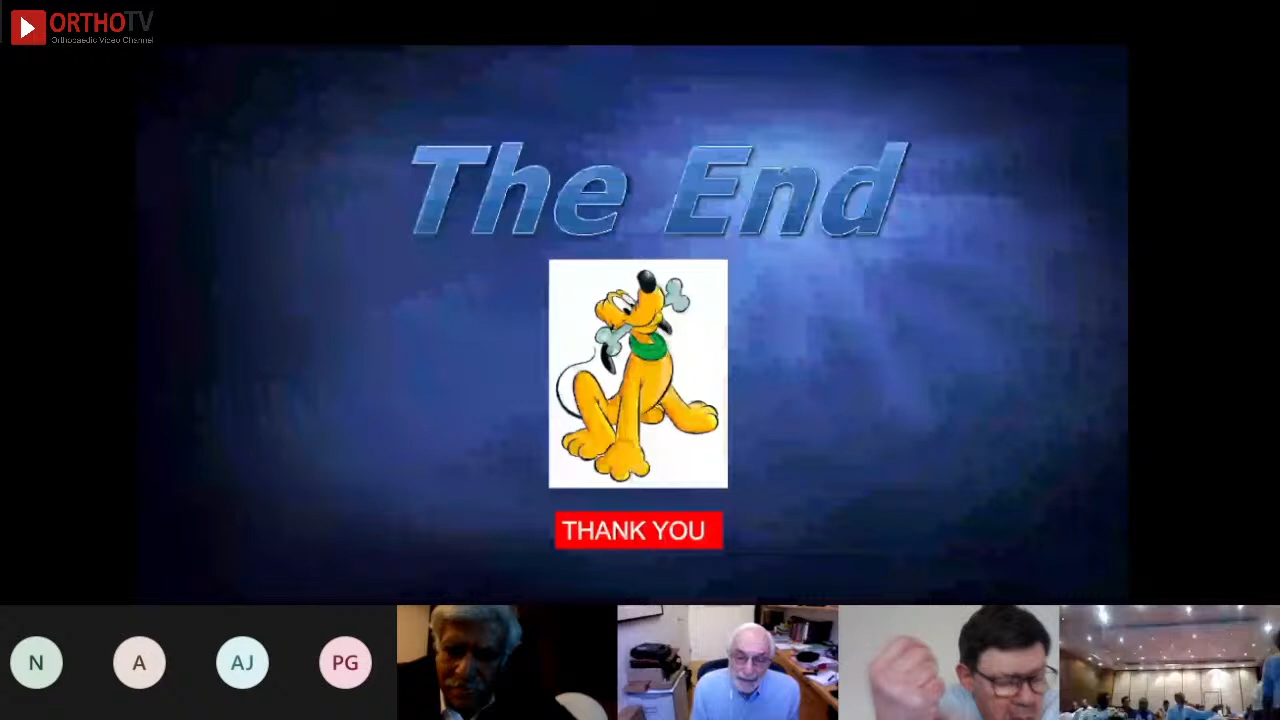 ORTHOTV
Orthopaedic Video Channel
The End
THANK YOU
N
A
AJ
PG